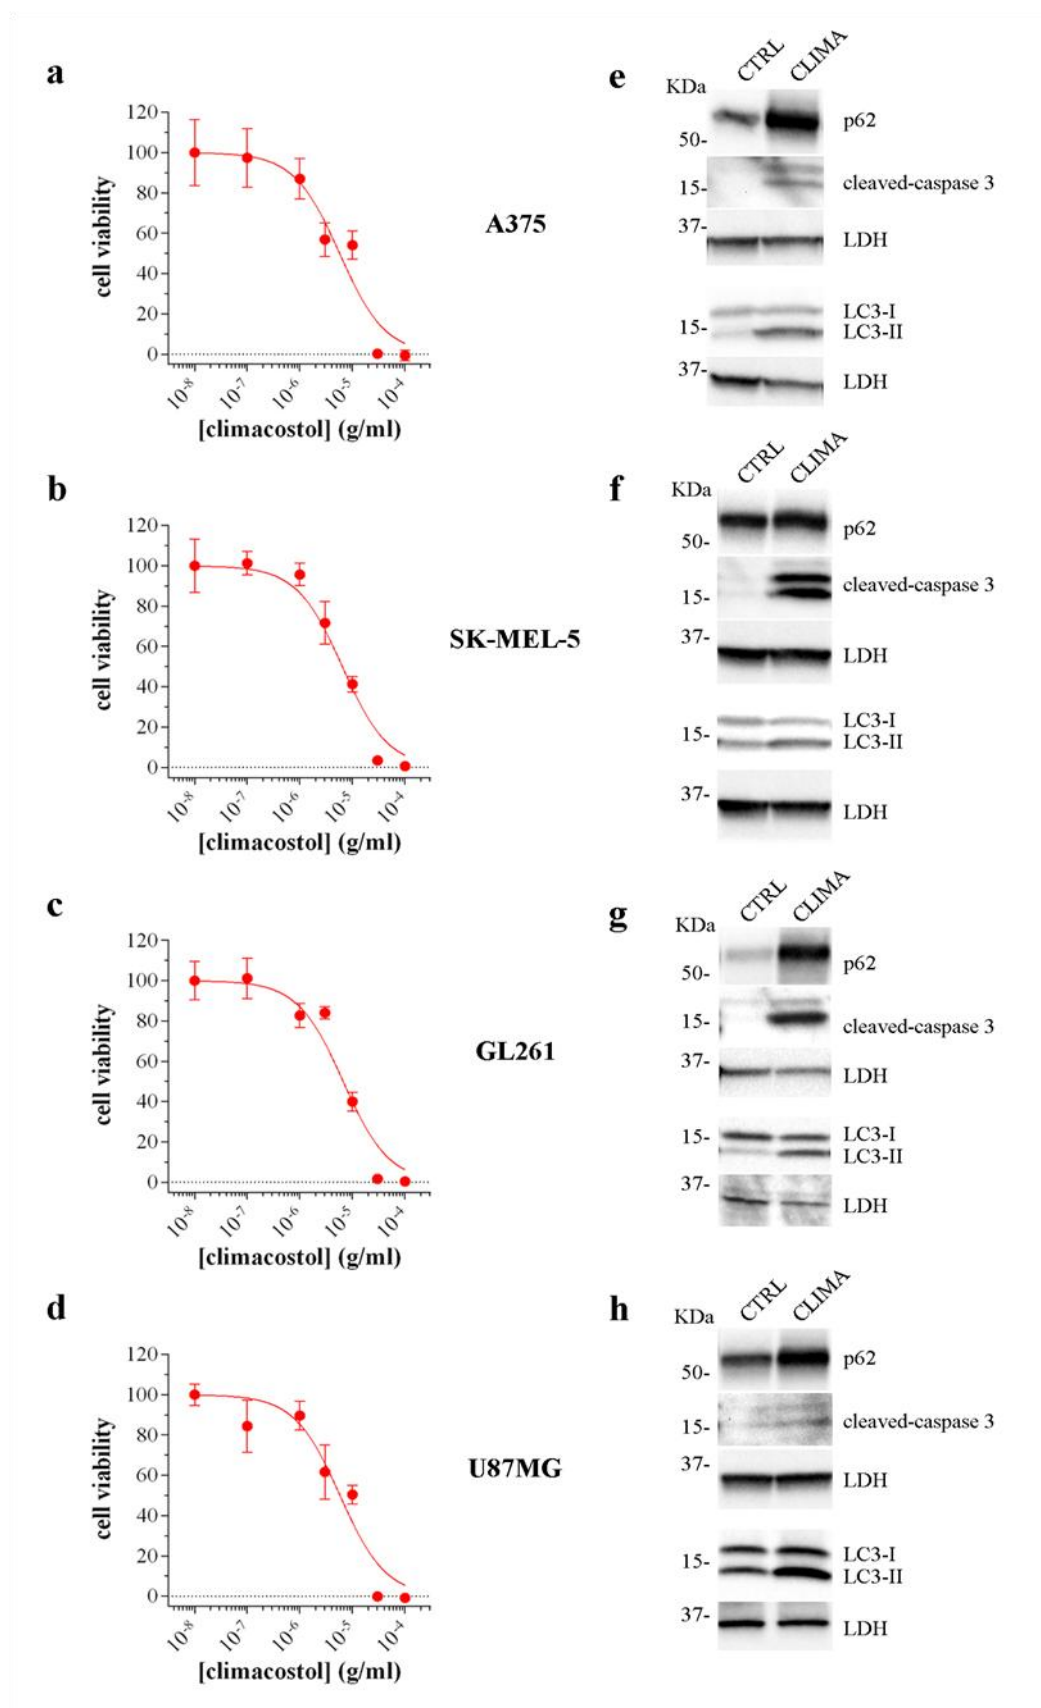 a
120
100
80
60
40
20
0
cell viability
10-8
10-7
10-6
10-5
10-4
[climacostol] (g/ml)
A375
e
CTRL
CLIMA
KDa
50-
p62
15-
cleaved-caspase 3
37-
LDH
LC3-I
15-
LC3-II
37-
LDH
b
120
100
80
60
40
20
0
cell viability
10-8
10-7
10-6
10-5
10-4
[climacostol] (g/ml)
SK-MEL-5
f
CTRL
CLIMA
KDa
50-
p62
cleaved-caspase 3
15-
37-
LDH
LC3-I
15-
LC3-II
37-
LDH
c
120
100
80
60
40
20
0
cell viability
10-8
10-7
10-6
10-5
10-4
[climacostol] (g/ml)
GL261
g
CTRL
CLIMA
KDa
p62
50-
15-
cleaved-caspase 3
37-
LDH
15-
LC3-I
LC3-II
37-
LDH
d
120
100
80
60
40
20
0
cell viability
10-8
10-7
10-6
10-5
10-4
[climacostol] (g/ml)
U87MG
h
CTRL
CLIMA
KDa
p62
50-
cleaved-caspase 3
15-
37-
LDH
LC3-I
15-
LC3-II
37-
LDH